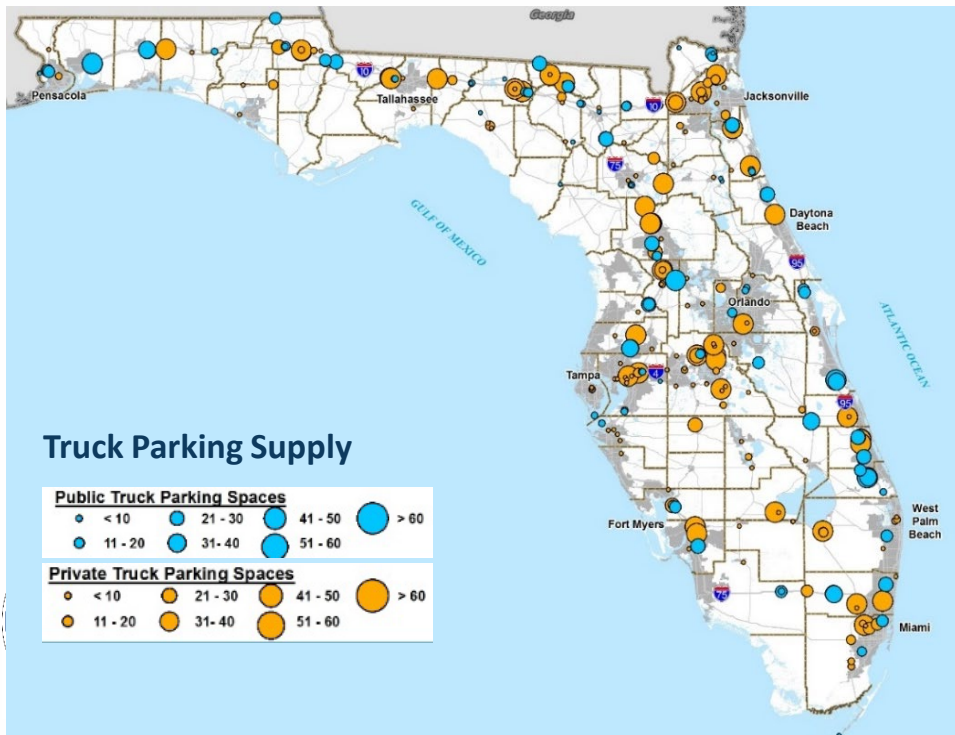 Georgia
10
Pensacola
Tallahassee
10
Jacksonville
75
GULF OF MEXICO
Daytona
Beach
95
Orlando
ATLANTIC OCEAN
Tampa
4
95
Truck Parking Supply
Public Truck Parking Spaces
< 10 21 - 30 41 - 50 > 60
11 - 20 31- 40 51 - 60
Fort Myers
West
Palm
Beach
Private Truck Parking Spaces
< 10 21 - 30 41 - 50 > 60
11 - 20 31- 40 51 - 60
75
Miami